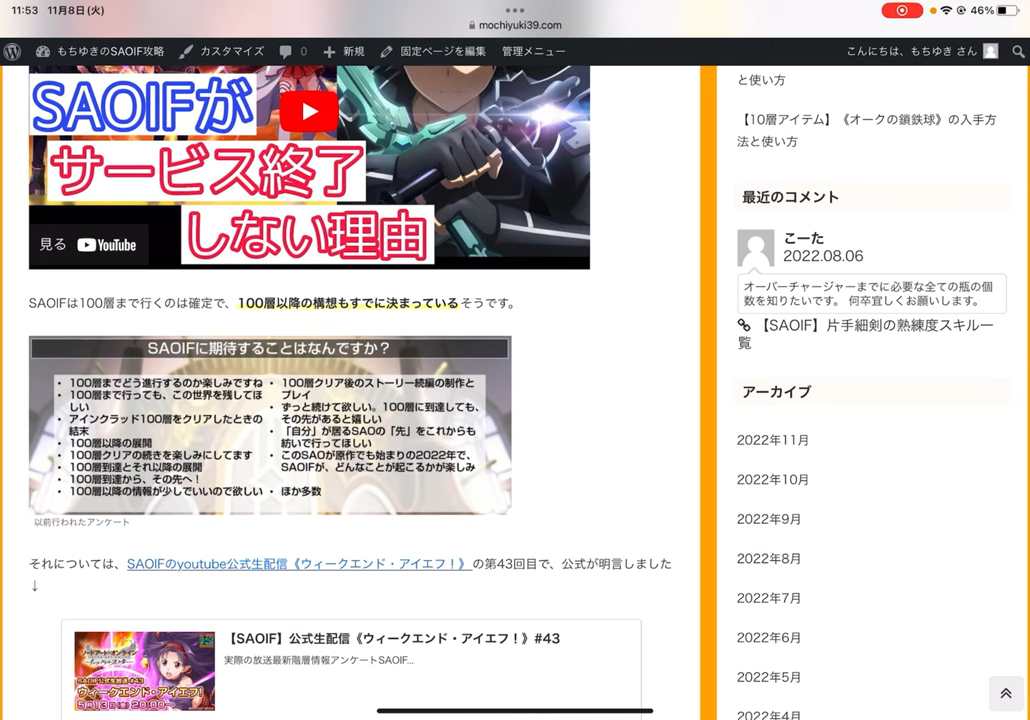 11:53 11月8日(火)
46%
mochiyuki39.com
もちゆきのSAOIF攻略 カスタマイズ 0 新規 固定ページを編集 管理メニュー
こんにちは、もちゆき さん
SAOIFが
サービス終了
しない理由
見る YouTube
SAOIFは100層まで行くのは確定で、100層以降の構想もすでに決まっているそうです。
SAOIFに期待することはなんですか？
・ 100層までどう進行するのか楽しみですね
・ 100層まで行っても、この世界を残してほ
しい
・ アインクラッド100層をクリアしたときの
結末
・ 100層以降の展開
・ 100層クリアの続きを楽しみにしてます
・ 100層到達とそれ以降の展開
・ 100層到達から、その先へ！
・ 100層以降の情報が少しでいいので欲しい
・ 100層クリア後のストーリー続編の制作と
プレイ
・ ずっと続けて欲しい。100層に到達しても、
その先があると嬉しい
・ 「自分」が居るSAOの「先」をこれからも
紡いで行ってほしい
・ このSAOが原作でも始まりの2022年で、
SAOIFが、どんなことが起こるかが楽しみ
・ ほか多数
以前行われたアンケート
それについては、SAOIFのyoutube公式生配信《ウィークエンド・アイエフ！》の第43回目で、公式が明言しました
↓
【SAOIF】公式生配信《ウィークエンド・アイエフ！》#43
実際の放送最新階層情報アンケートSAOIF...
ソードアート・オンライン
SAOIF公式生放送 #43
ウィークエンド・アイエフ!
5月13日(金) 20:00～
と使い方
【10層アイテム】《オークの鎖鉄球》の入手方
法と使い方
最近のコメント
こーた
2022.08.06
オーバーチャージャーまでに必要な全ての瓶の個
数を知りたいです。 何卒宜しくお願いします。
【SAOIF】片手細剣の熟練度スキル一
覧
アーカイブ
2022年11月
2022年10月
2022年9月
2022年8月
2022年7月
2022年6月
2022年5月
2022年4月